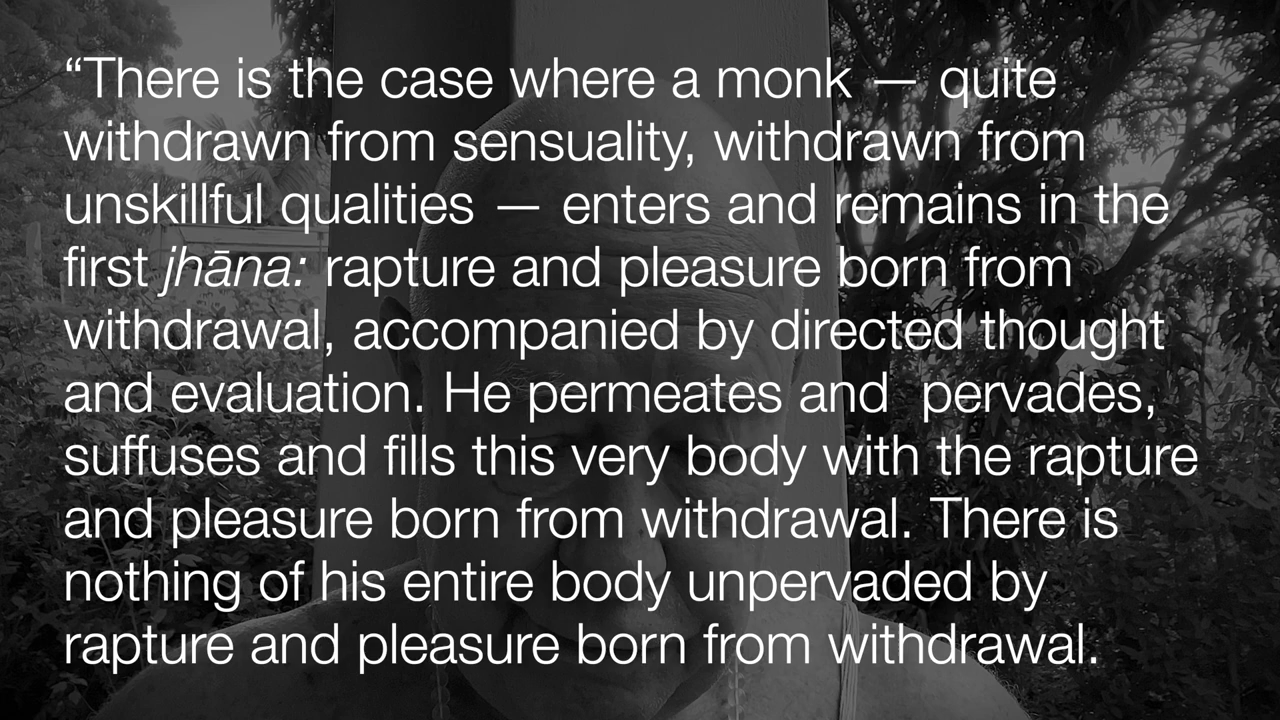 “There is the case where a monk — quite
withdrawn from sensuality, withdrawn from
unskillful qualities — enters and remains in the
first jhāna: rapture and pleasure born from
withdrawal, accompanied by directed thought
and evaluation. He permeates and  pervades,
suffuses and fills this very body with the rapture
and pleasure born from withdrawal. There is
nothing of his entire body unpervaded by
rapture and pleasure born from withdrawal.